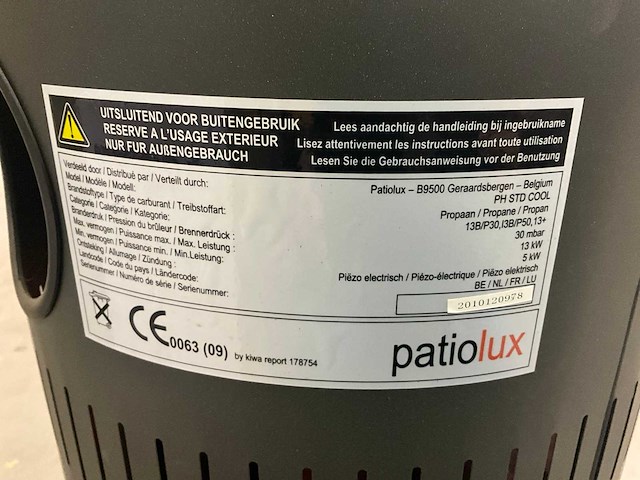 UITSLUITEND VOOR BUITENGEBRUIK
RESERVE A L'USAGE EXTERIEUR
NUR FUR AUßENGEBRAUCH
Lees aandachtig de handleiding bij ingebruikname
Lisez attentivement les instructions avant toute utilisation
Lesen Sie die Gebrauchsanweisung vor der Benutzung
Verdeeld door / Distribué par / Verteilt durch: Patiolux – B9500 Geraardsbergen – Belgium
Model / Modèle / Modell: PH STD COOL
Brandstoftype / Type de carburant / Treibstoffart: Propaan / Propane / Propan
Categorie / Categorie / Kategorie: 13B/P30,I3B/P50,13+
Branderdruk / Pression du brûleur / Brennerdrück : 30 mbar
Max. vermogen / Puissance max. / Max. Leistung : 13 kW
Min. vermogen / Puissance min. / Min.Leistung: 5 kW
Ontsteking / Allumage / Zündung : Piëzo electrisch / Piézo-électrique / Piëzo elektrisch
Landcode / Code du pays / Ländercode: BE / NL / FR / LU
Serienummer / Numéro de série / Seriennummer: 2010120978
CE 0063 (09) by kiwa report 178754
patiolux